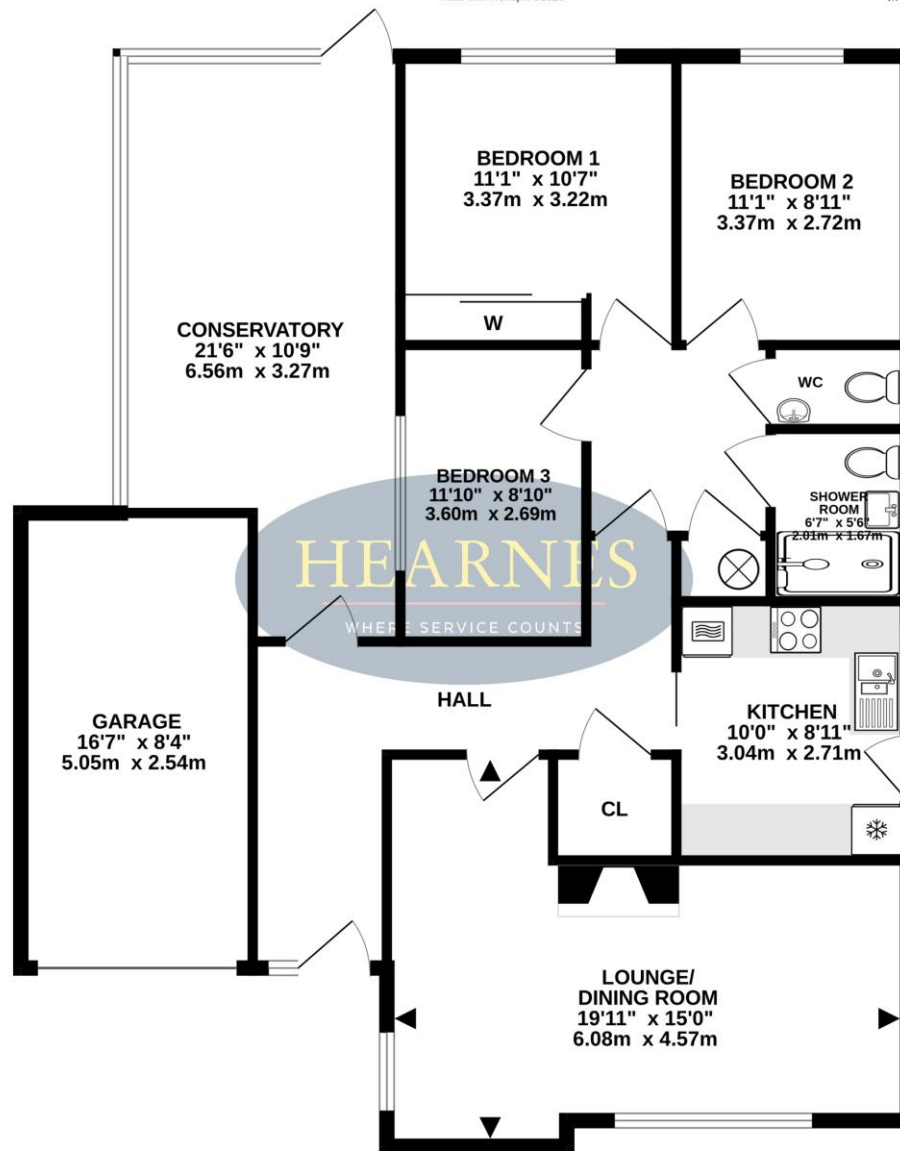 BEDROOM 1
11'1" x 10'7"
3.37m x 3.22m
BEDROOM 2
11'1" x 8'11"
3.37m x 2.72m
W
CONSERVATORY
21'6" x 10'9"
6.56m x 3.27m
WC
BEDROOM 3
11'10" x 8'10"
3.60m x 2.69m
SHOWER
ROOM
6'7" x 5'6"
2.01m x 1.67m
HEARNES
WHERE SERVICE COUNTS
HALL
GARAGE
16'7" x 8'4"
5.05m x 2.54m
KITCHEN
10'0" x 8'11"
3.04m x 2.71m
CL
LOUNGE/
DINING ROOM
19'11" x 15'0"
6.08m x 4.57m